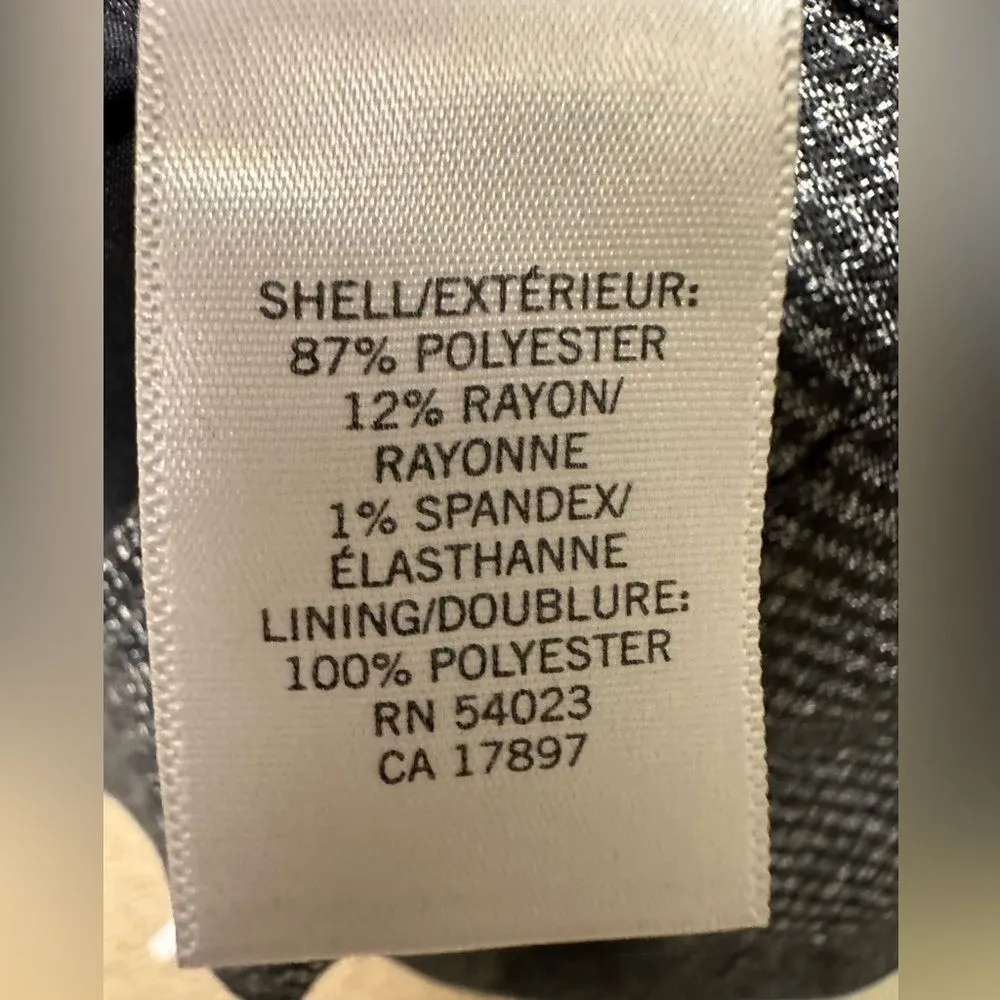 SHELL/EXTÉRIEUR:
87% POLYESTER
12% RAYON/
RAYONNE
1% SPANDEX/
ÉLASTHANNE
LINING/DOUBLURE:
100% POLYESTER
RN 54023
CA 17897